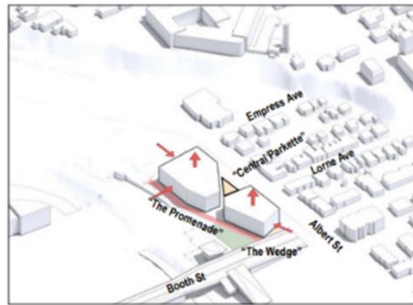 Empress Ave
"Central Parkette"
Lorne Ave
"The Promenade"
Albert St
"The Wedge"
Booth St